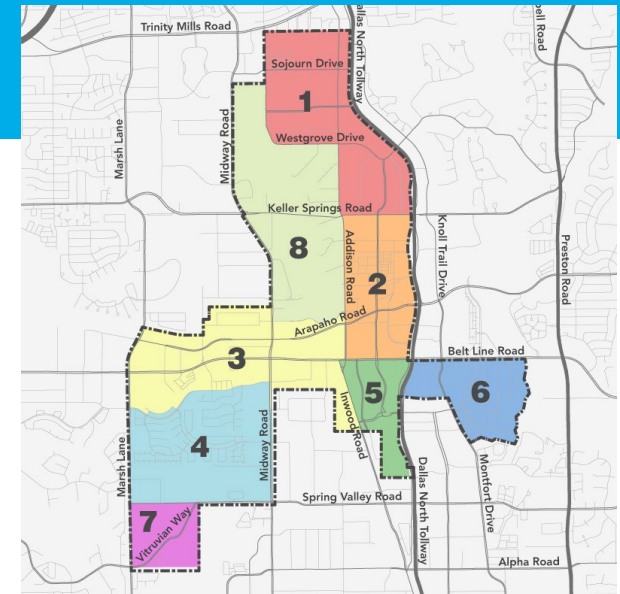 Trinity Mills Road
Dallas North Tollway
bell Road
Sojourn Drive
1
Westgrove Drive
Midway Road
Marsh Lane
Keller Springs Road
8
Addison Road
2
Knoll Trail Drive
Preston Road
Arapaho Road
Belt Line Road
3
5
6
Inwood Road
4
Midway Road
Marsh Lane
Dallas North Tollway
Montfort Drive
Spring Valley Road
7
Vitruvian Way
Alpha Road